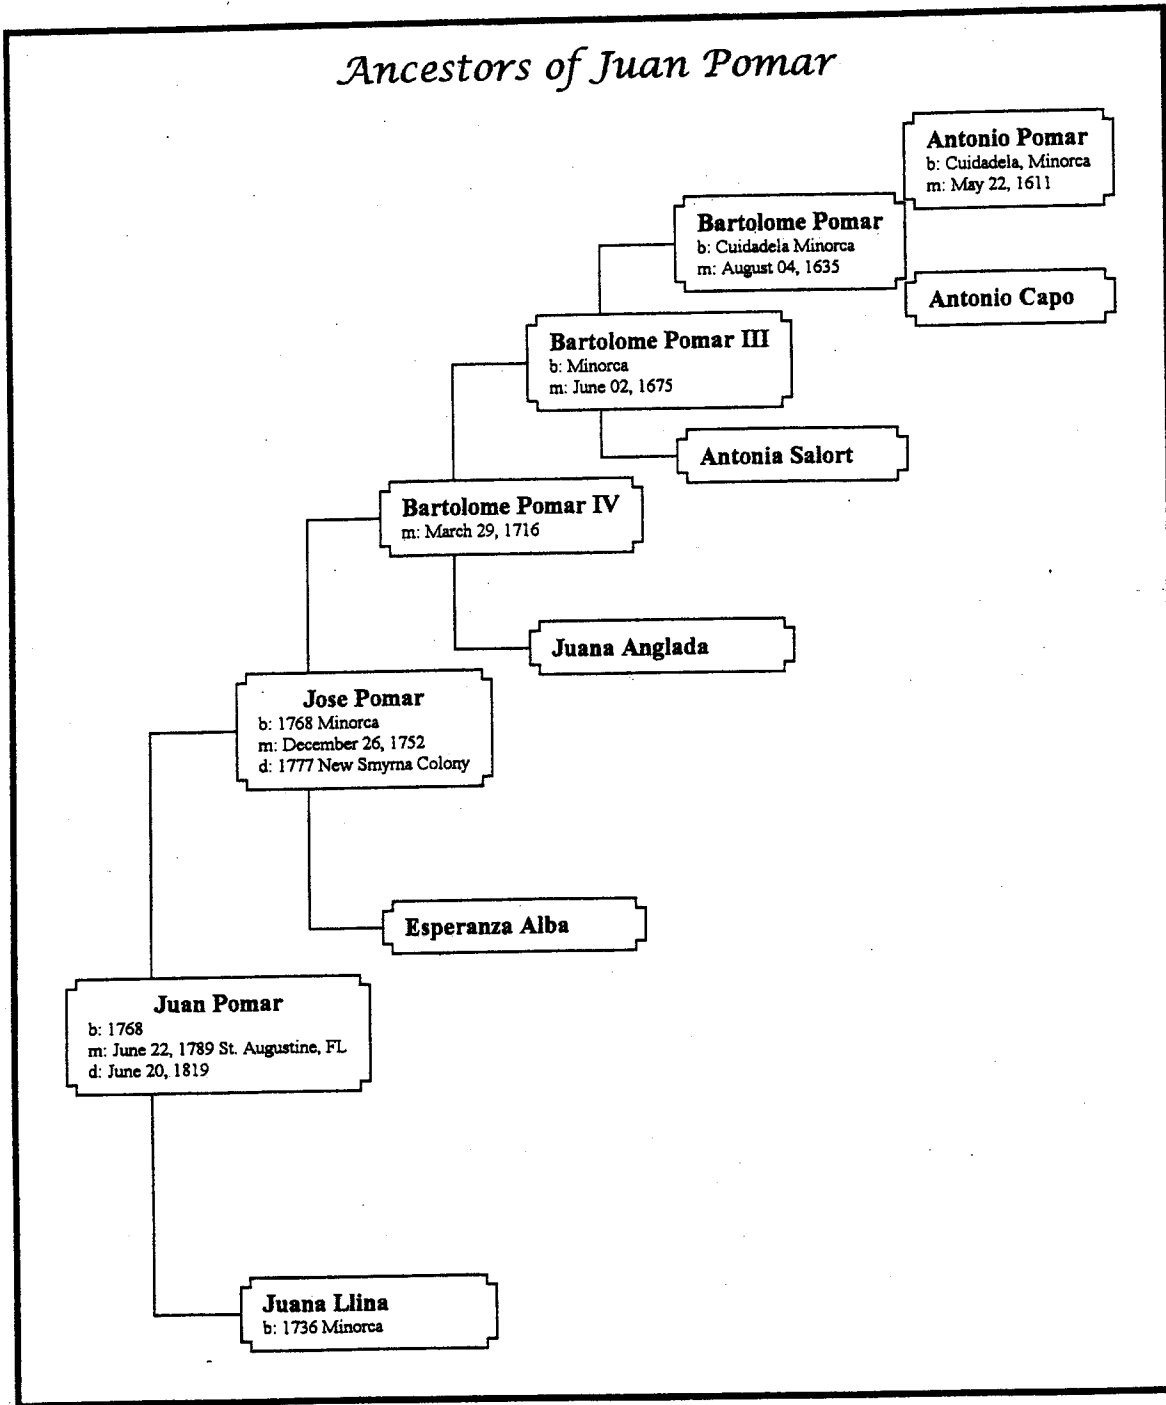 Ancestors of Juan Pomar
Antonio Pomar
b: Cuidadela, Minorca
m: May 22, 1611
Bartolome Pomar
b: Cuidadela Minorca
m: August 04, 1635
Antonio Capo
Bartolome Pomar III
b: Minorca
m: June 02, 1675
Antonia Salort
Bartolome Pomar IV
m: March 29, 1716
Juana Anglada
Jose Pomar
b: 1768 Minorca
m: December 26, 1752
d: 1777 New Smyrna Colony
Esperanza Alba
Juan Pomar
b: 1768
m: June 22, 1789 St. Augustine, FL
d: June 20, 1819
Juana Llina
b: 1736 Minorca